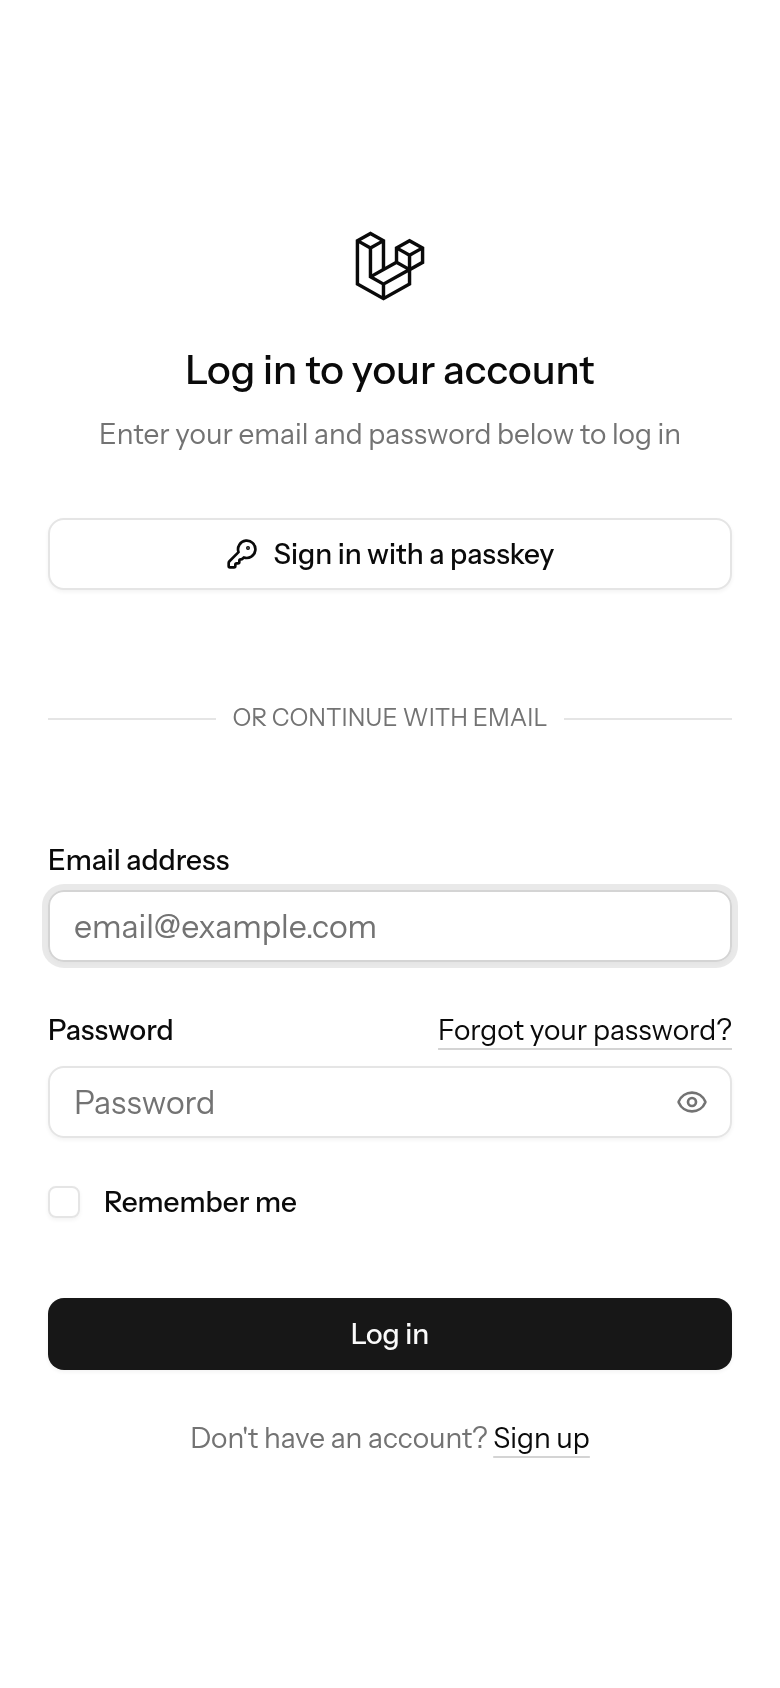 Log in to your account
Enter your email and password below to log in
Sign in with a passkey
OR CONTINUE WITH EMAIL
Email address
email@example.com
Password Forgot your password?
Password
Remember me
Log in
Don't have an account? Sign up